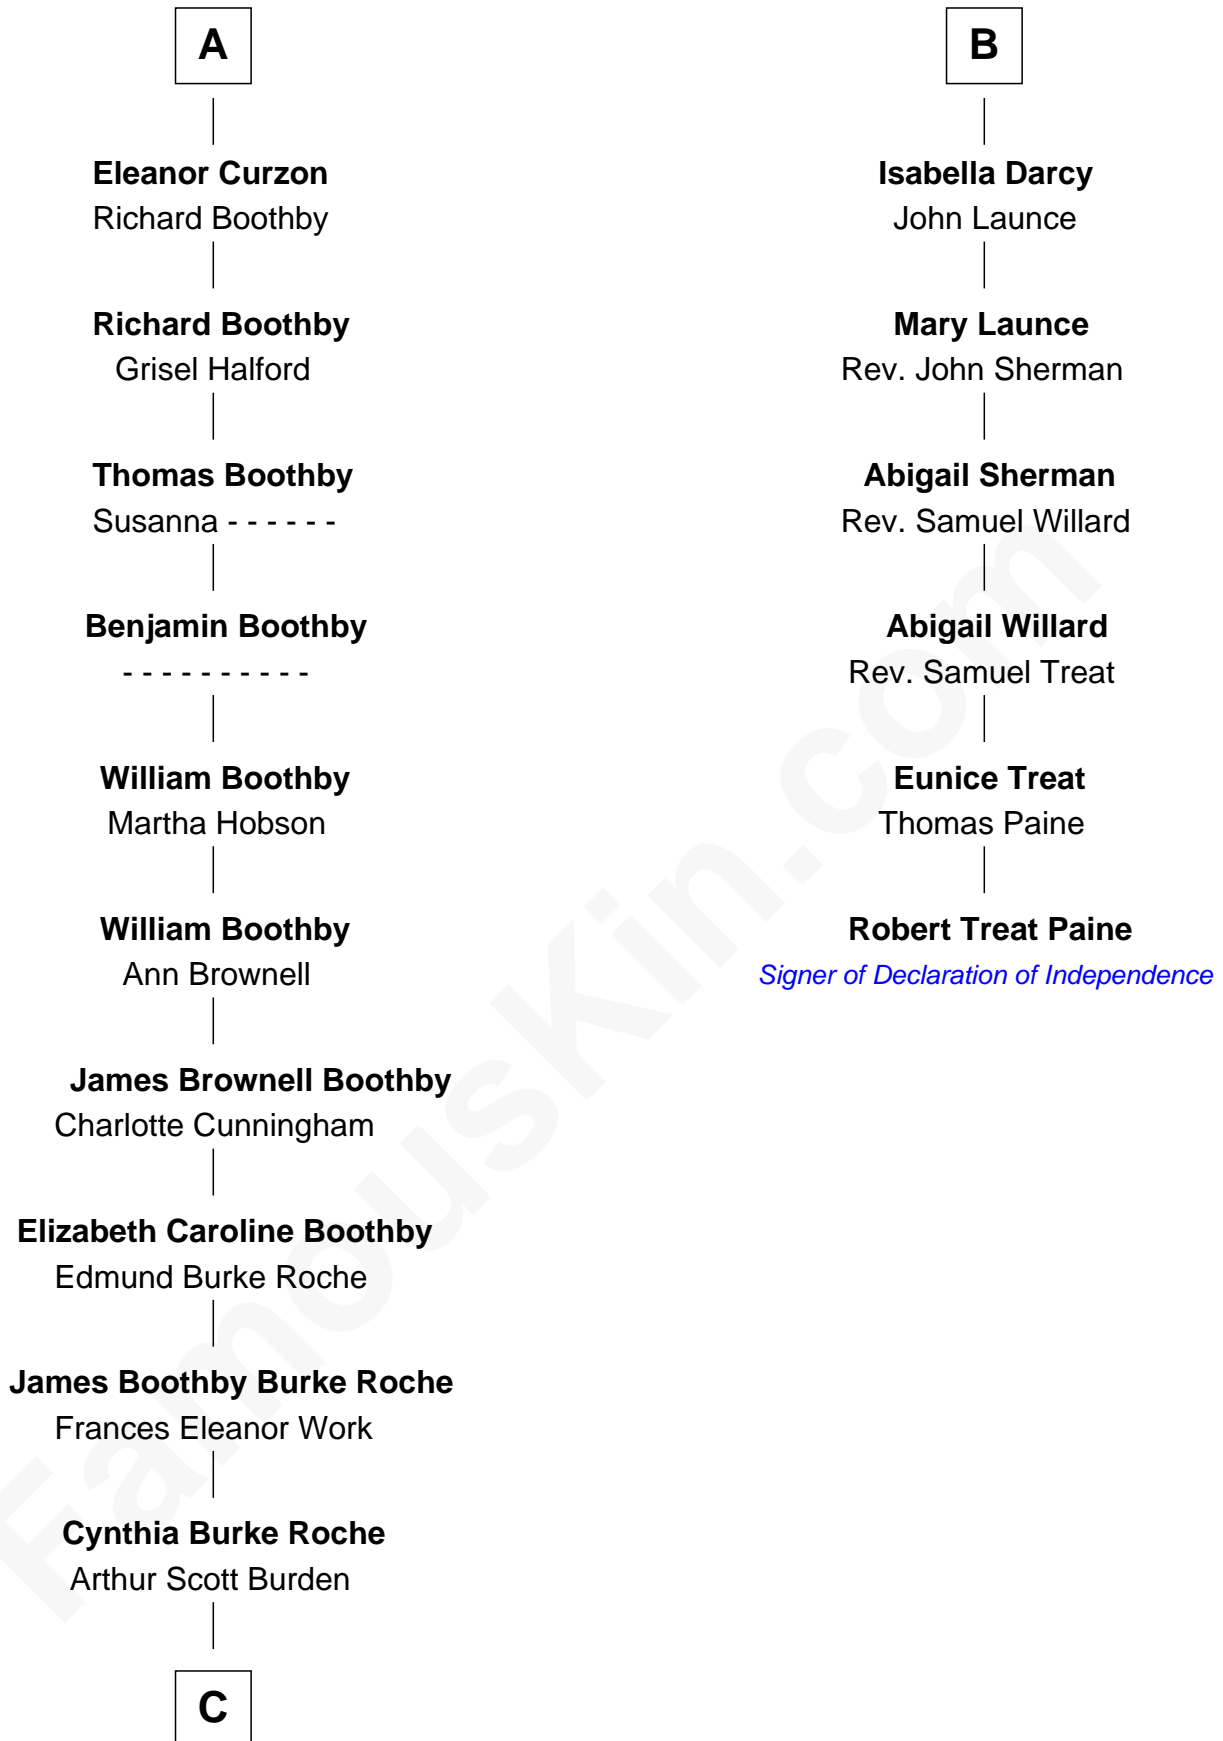 A
Eleanor Curzon
Richard Boothby
Richard Boothby
Grisel Halford
Thomas Boothby
Susanna - - - - - -
Benjamin Boothby
- - - - - - - - - -
William Boothby
Martha Hobson
William Boothby
Ann Brownell
James Brownell Boothby
Charlotte Cunningham
Elizabeth Caroline Boothby
Edmund Burke Roche
James Boothby Burke Roche
Frances Eleanor Work
Cynthia Burke Roche
Arthur Scott Burden
C
B
Isabella Darcy
John Launce
Mary Launce
Rev. John Sherman
Abigail Sherman
Rev. Samuel Willard
Abigail Willard
Rev. Samuel Treat
Eunice Treat
Thomas Paine
Robert Treat Paine
Signer of Declaration of Independence
FamousKin.com